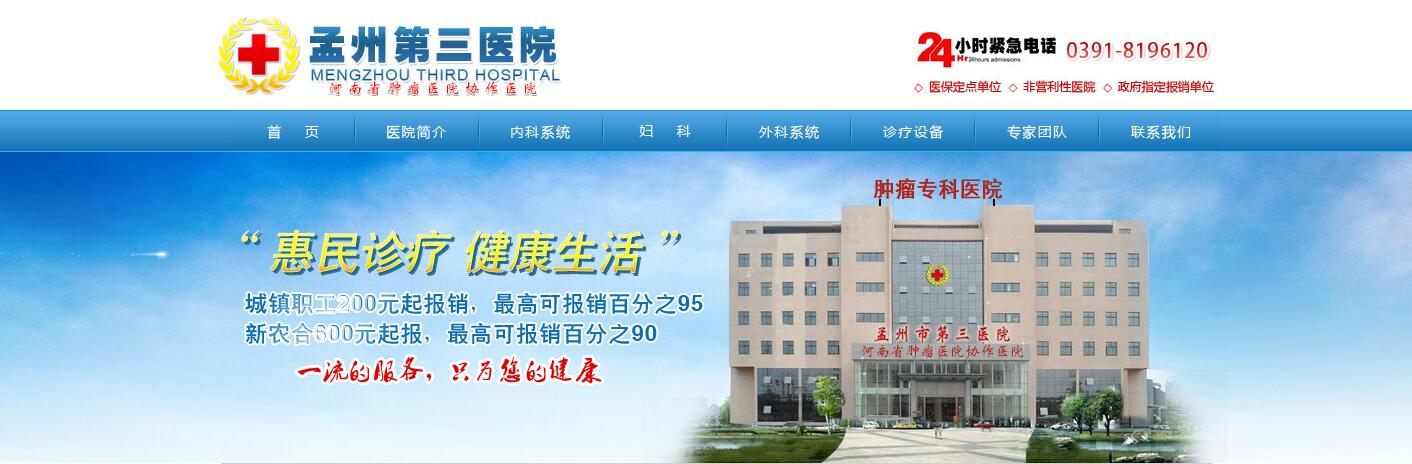 孟州第三医院
MENGZHOU THIRD HOSPITAL
河南省肿瘤医院协作医院
24小时紧急电话 0391-8196120
Hr 24hours admissions
◇ 医保定点单位 ◇ 非营利性医院 ◇ 政府指定报销单位
首 页 医院简介 内科系统 妇 科 外科系统 诊疗设备 专家团队 联系我们
肿瘤专科医院
“惠民诊疗 健康生活”
城镇职工200元起报销，最高可报销百分之95
新农合600元起报，最高可报销百分之90
一流的服务，只为您的健康
孟州市第三医院
河南省肿瘤医院协作医院